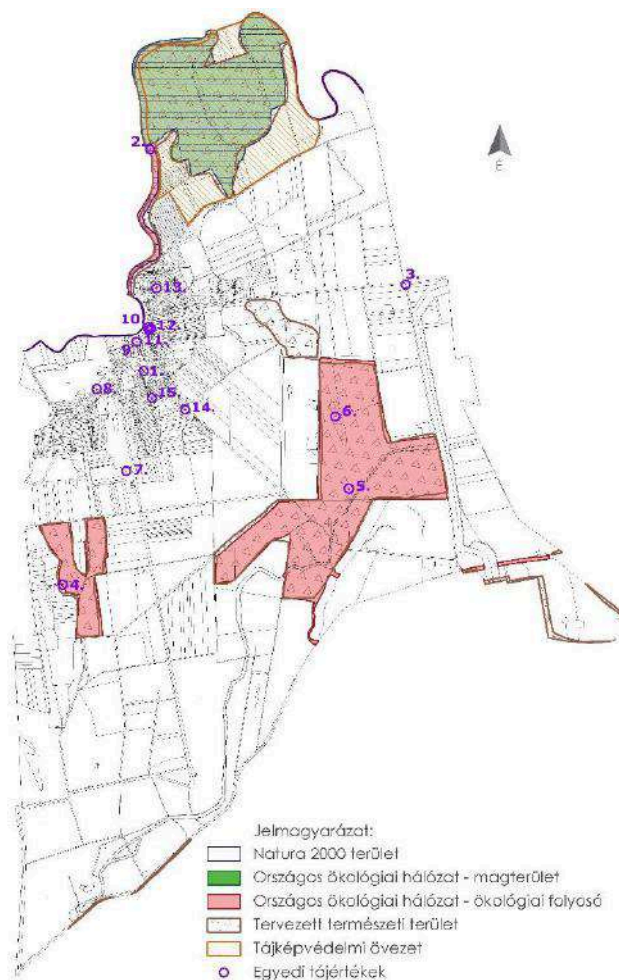 2.
É
3.
13.
10.
12.
11.
9
1.
8.
15.
14.
6.
7.
5.
4.
Jelmagyarázat:
Natura 2000 terület
Országos ökológiai hálózat - magterület
Országos ökológiai hálózat - ökológiai folyosó
Tervezett természeti terület
Tájképvédelmi övezet
Egyedi tájértékek